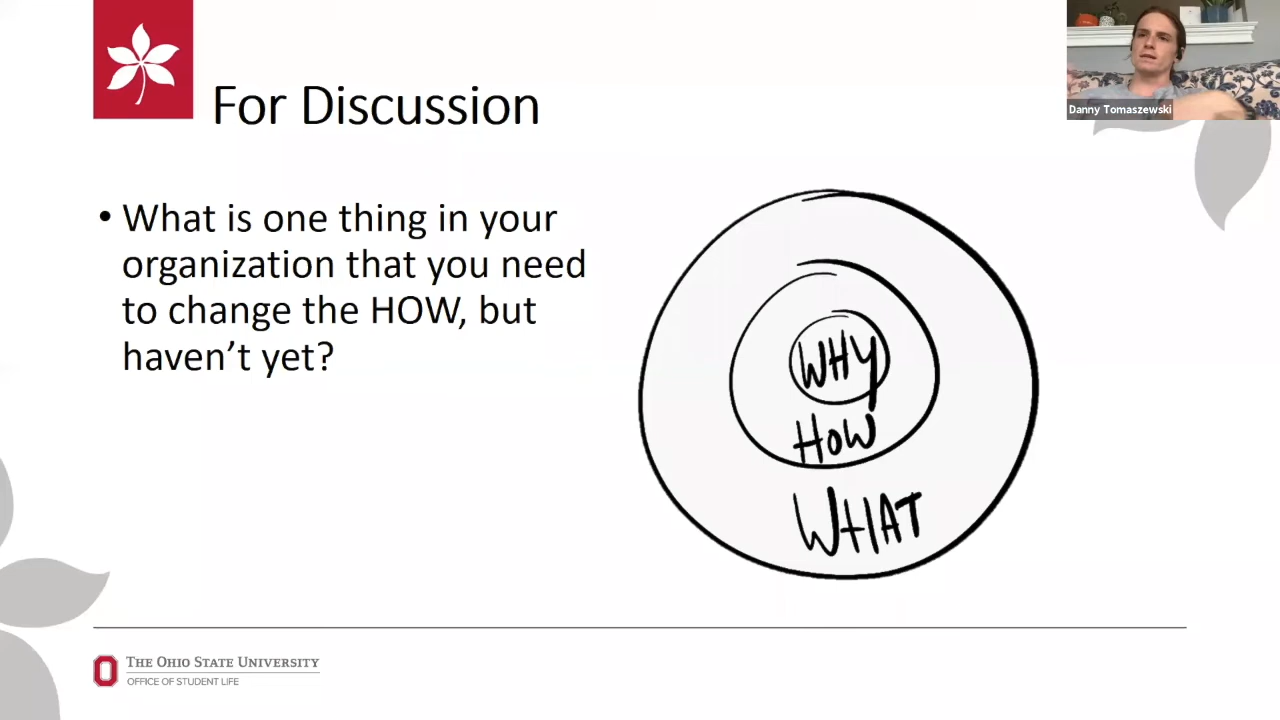 Danny Tomaszewski
For Discussion
• What is one thing in your
organization that you need
to change the HOW, but
haven’t yet?
WHY
HOW
WHAT
THE OHIO STATE UNIVERSITY
OFFICE OF STUDENT LIFE